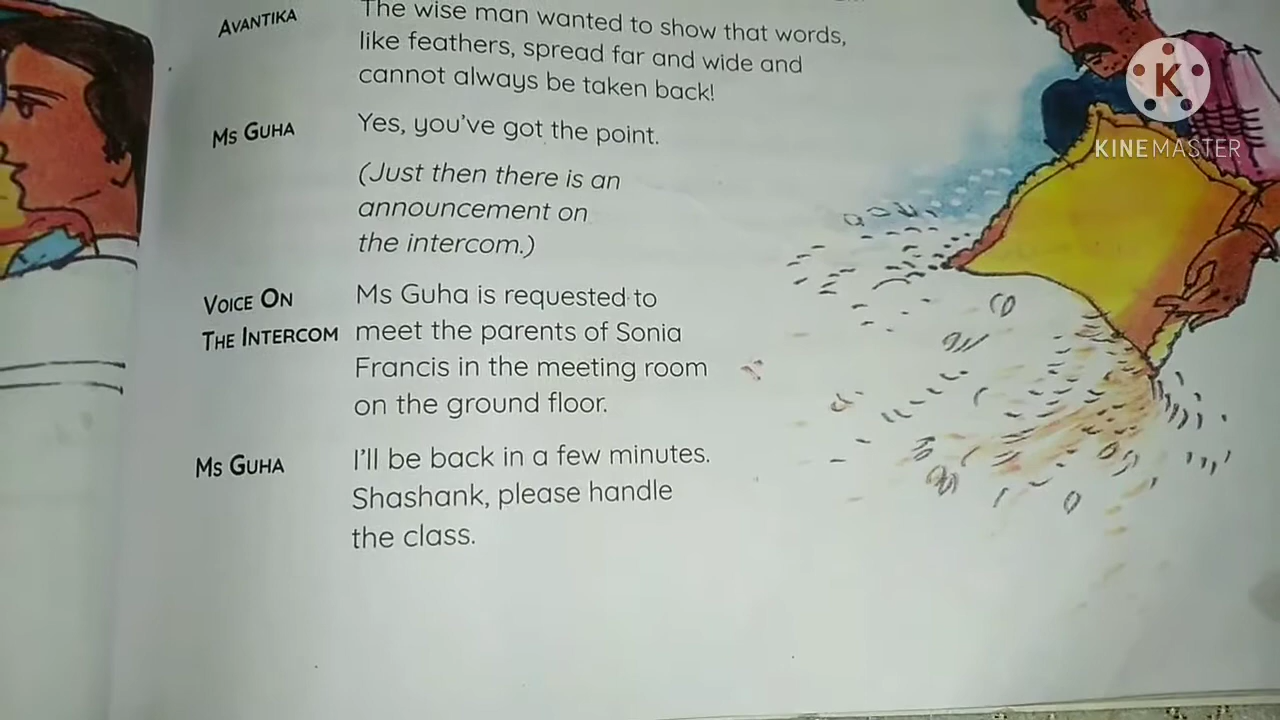 AVANTIKA The wise man wanted to show that words,
like feathers, spread far and wide and
cannot always be taken back!
MS GUHA Yes, you've got the point.
(Just then there is an
announcement on
the intercom.)
VOICE ON Ms Guha is requested to
THE INTERCOM meet the parents of Sonia
Francis in the meeting room
on the ground floor.
MS GUHA I'll be back in a few minutes.
Shashank, please handle
the class.
K
KINEMASTER